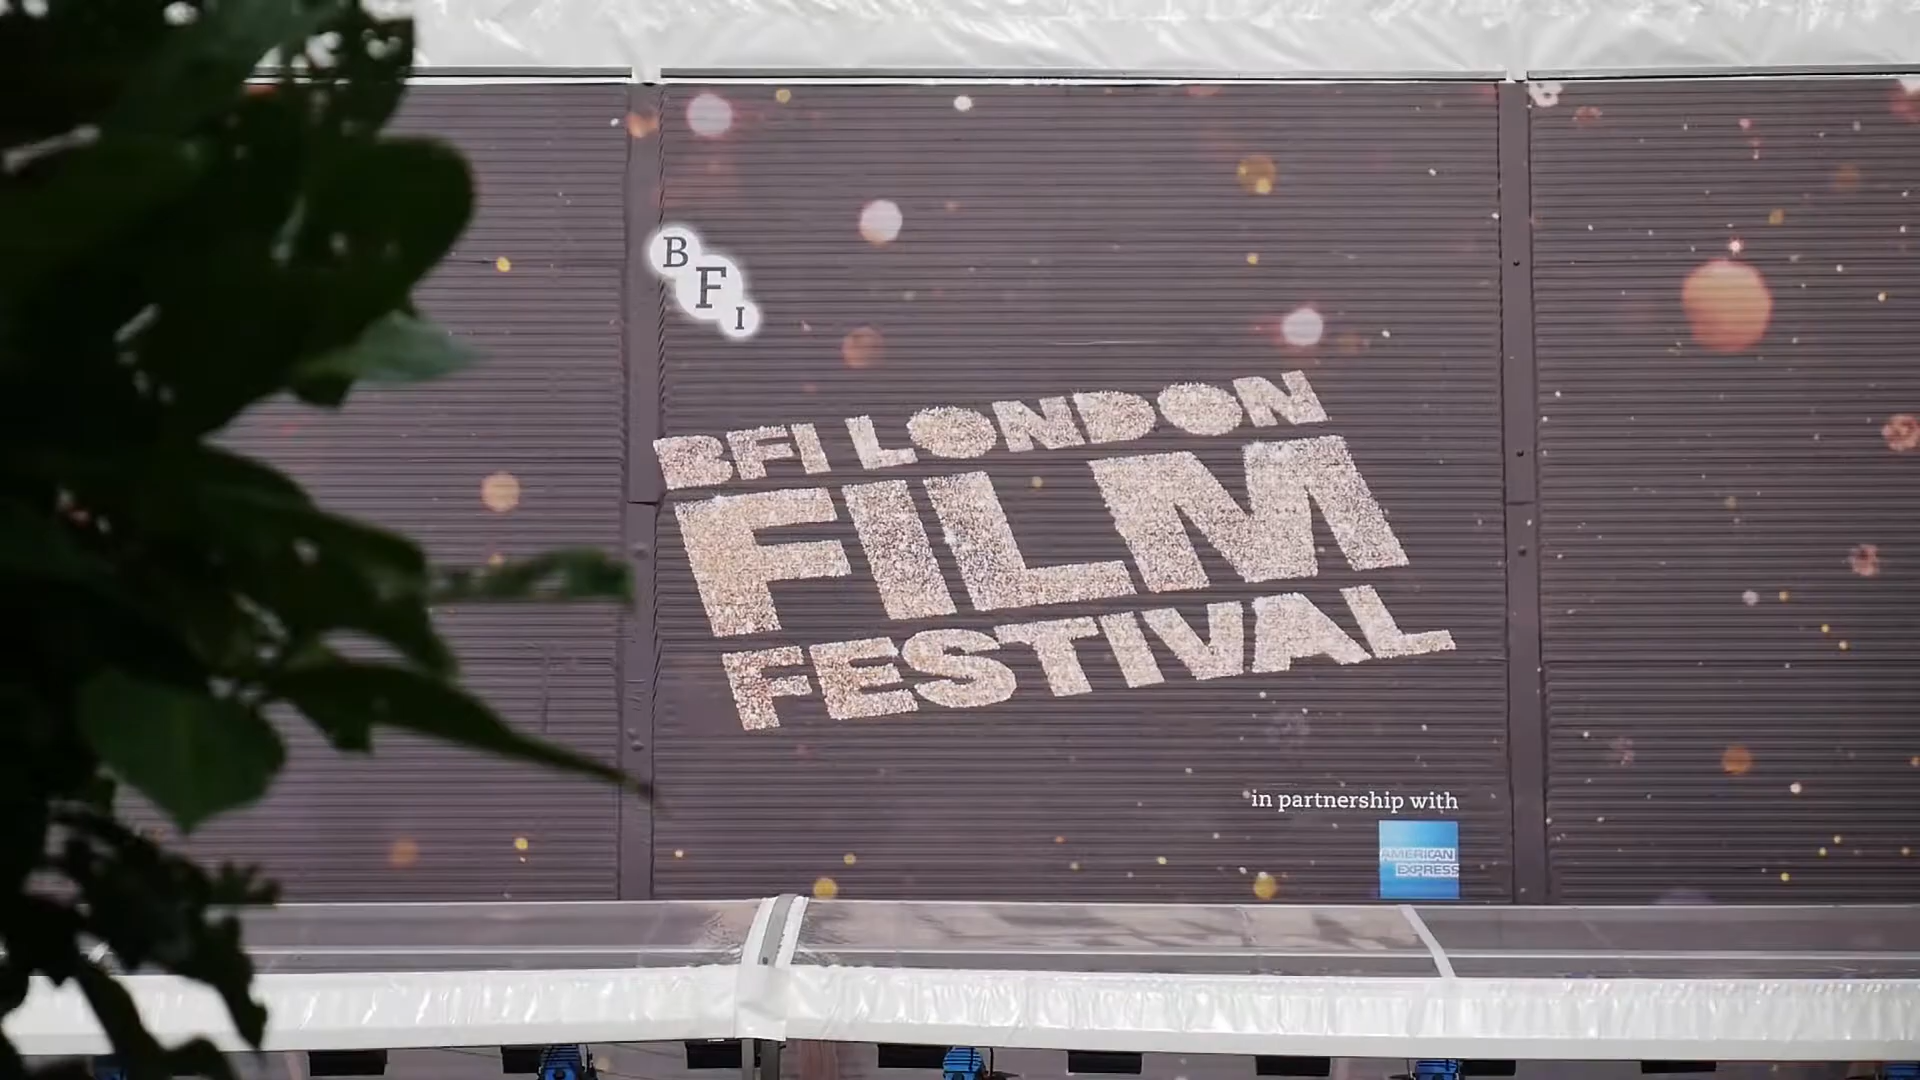 B
F
I
BFI LONDON
FILM
FESTIVAL
in partnership with
AMERICAN
EXPRESS